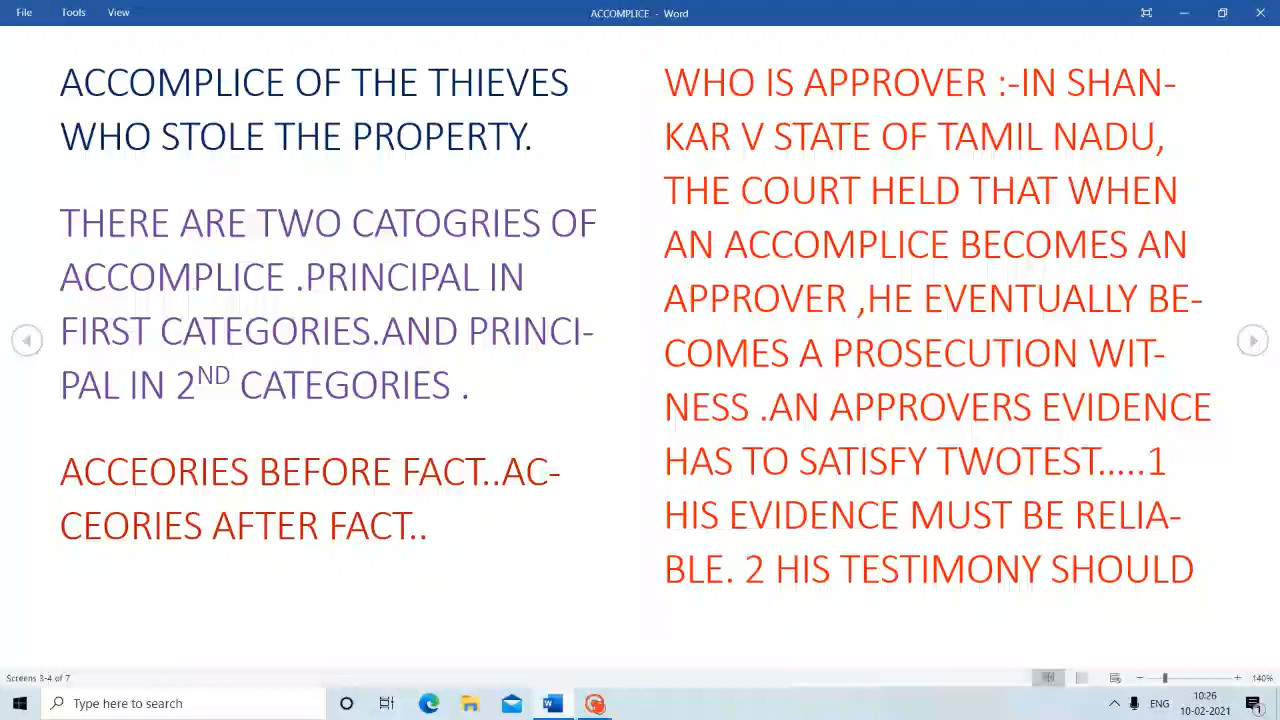 File Tools View
ACCOMPLICE - Word
ACCOMPLICE OF THE THIEVES
WHO STOLE THE PROPERTY.
THERE ARE TWO CATOGRIES OF
ACCOMPLICE .PRINCIPAL IN
FIRST CATEGORIES.AND PRINCI-
PAL IN 2ND CATEGORIES .
ACCEORIES BEFORE FACT..AC-
CEORIES AFTER FACT..
WHO IS APPROVER :-IN SHAN-
KAR V STATE OF TAMIL NADU,
THE COURT HELD THAT WHEN
AN ACCOMPLICE BECOMES AN
APPROVER ,HE EVENTUALLY BE-
COMES A PROSECUTION WIT-
NESS .AN APPROVERS EVIDENCE
HAS TO SATISFY TWOTEST.....1
HIS EVIDENCE MUST BE RELIA-
BLE. 2 HIS TESTIMONY SHOULD
Screens 3-4 of 7
140%
Type here to search
ENG
10:26
10-02-2021
1